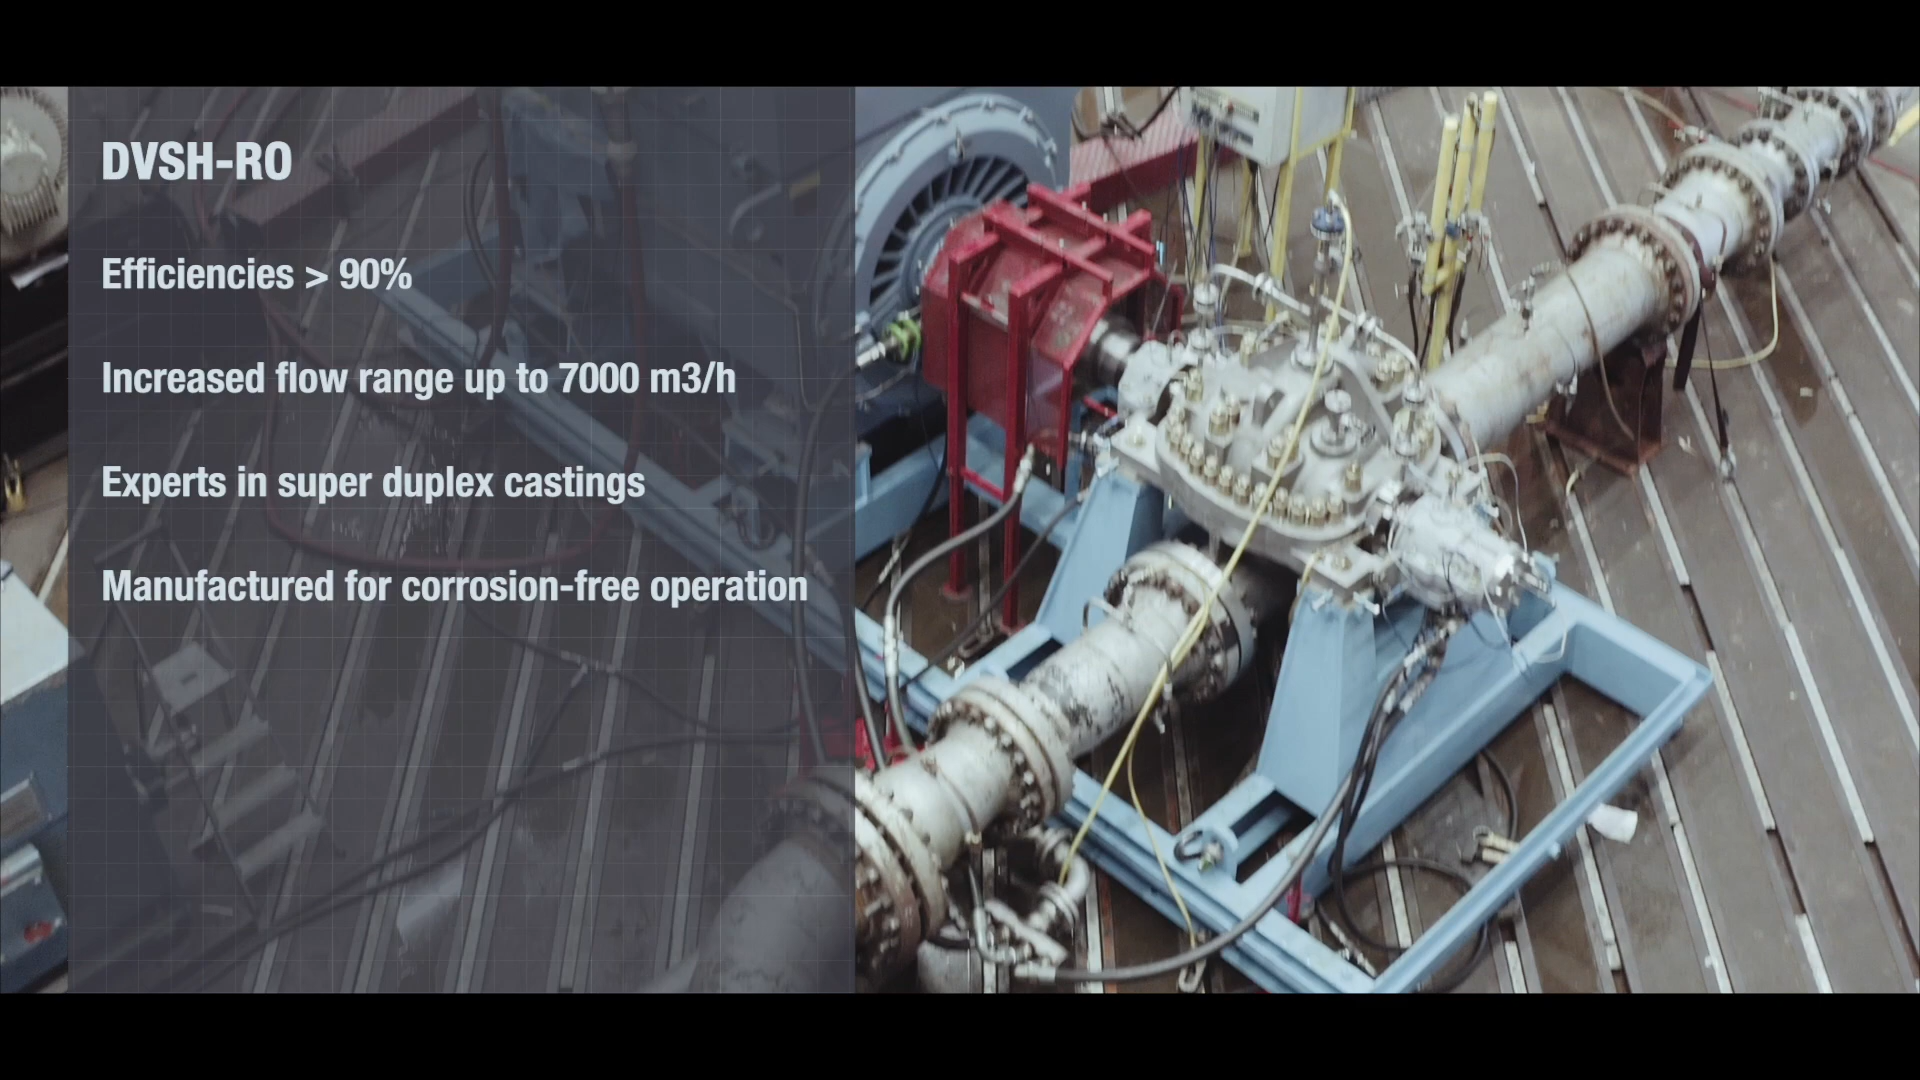 DVSH-RO
Efficiencies > 90%
Increased flow range up to 7000 m3/h
Experts in super duplex castings
Manufactured for corrosion-free operation